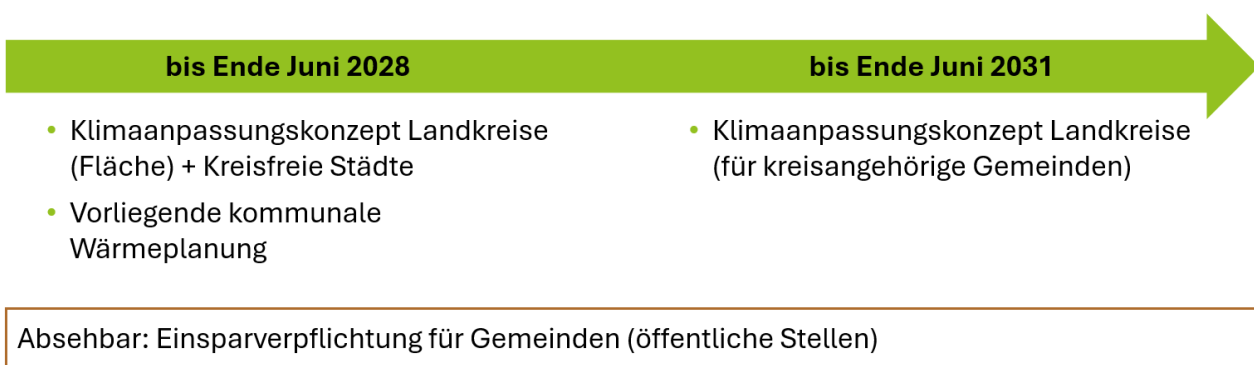 bis Ende Juni 2028
bis Ende Juni 2031
• Klimaanpassungskonzept Landkreise
(Fläche) + Kreisfreie Städte
• Vorliegende kommunale
Wärmeplanung
• Klimaanpassungskonzept Landkreise
(für kreisangehörige Gemeinden)
Absehbar: Einsparverpflichtung für Gemeinden (öffentliche Stellen)